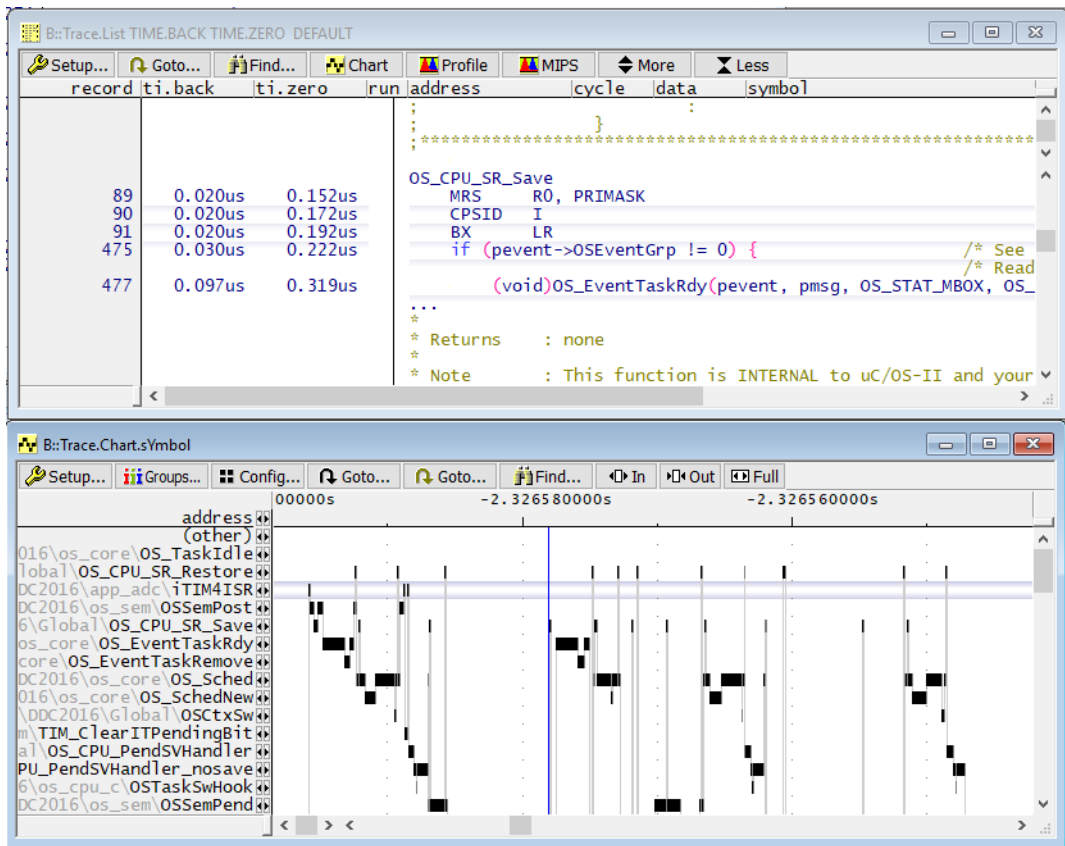 B::Trace.List TIME.BACK TIME.ZERO DEFAULT
Setup... Goto... Find... Chart Profile MIPS More Less
record ti.back ti.zero run address cycle data symbol
; :
; }
;*****************************************************************
OS_CPU_SR_Save
89 0.020us 0.152us MRS R0, PRIMASK
90 0.020us 0.172us CPSID I
91 0.020us 0.192us BX LR
475 0.030us 0.222us if (pevent->OSEventGrp != 0) { /* See
/* Read
477 0.097us 0.319us (void)OS_EventTaskRdy(pevent, pmsg, OS_STAT_MBOX, OS_
...
*
* Returns : none
*
* Note : This function is INTERNAL to uC/OS-II and your
B::Trace.Chart.sYmbol
Setup... Groups... Config... Goto... Goto... Find... In Out Full
00000s -2.326580000s -2.326560000s
address
(other)
016\os_core\OS_TaskIdle
lobal\OS_CPU_SR_Restore
DC2016\app_adc\iTIM4ISR
DC2016\os_sem\OSSemPost
6\Global\OS_CPU_SR_Save
os_core\OS_EventTaskRdy
core\OS_EventTaskRemove
DC2016\os_core\OS_Sched
016\os_core\OS_SchedNew
\DDC2016\Global\OSCtxSw
m\TIM_ClearITPendingBit
al\OS_CPU_PendSVHandler
PU_PendSVHandler_nosave
6\os_cpu_c\OSTaskSwHook
DC2016\os_sem\OSSemPend